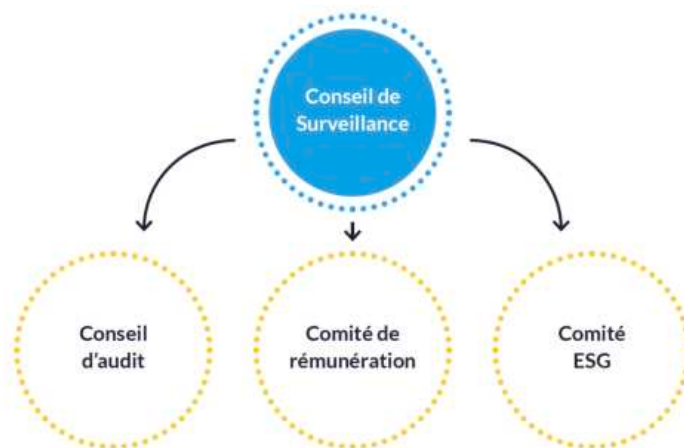 Conseil de
Surveillance
Conseil
d'audit
Comité de
rémunération
Comité
ESG